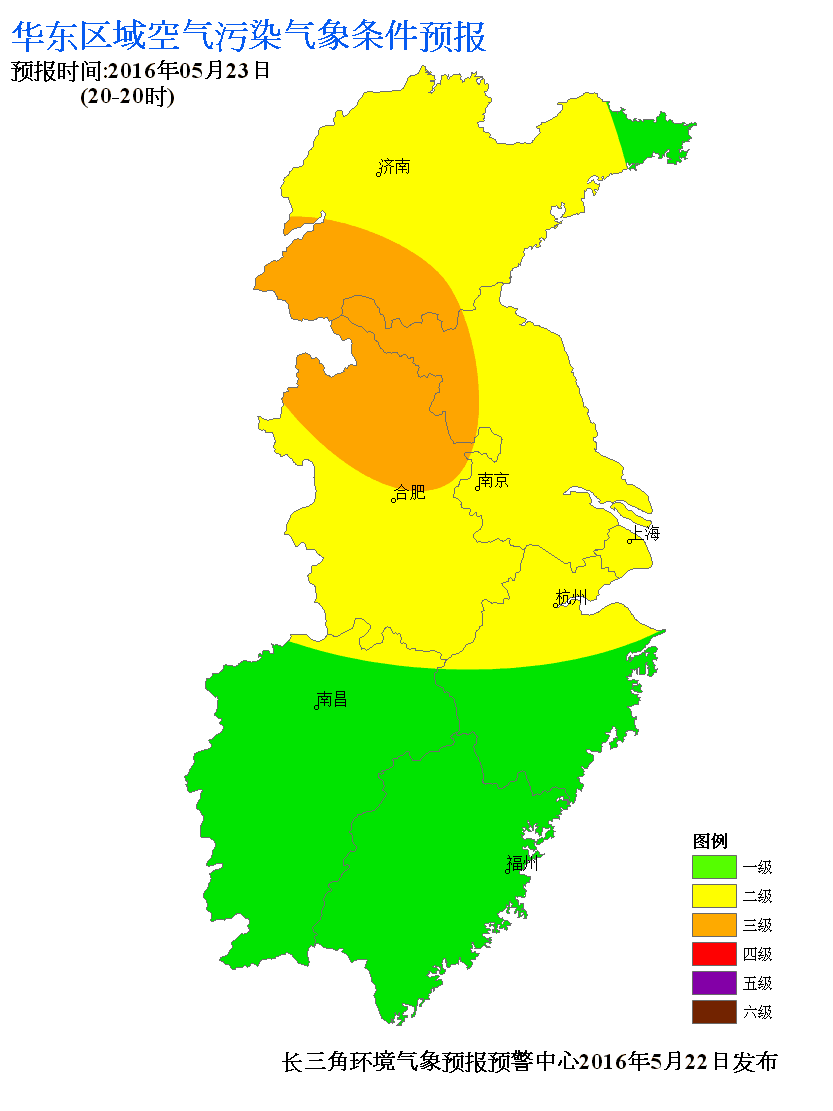 华东区域空气污染气象条件预报
预报时间:2016年05月23日
(20-20时)
济南
南京
合肥
上海
杭州
南昌
福州
图例
一级
二级
三级
四级
五级
六级
长三角环境气象预报预警中心2016年5月22日发布